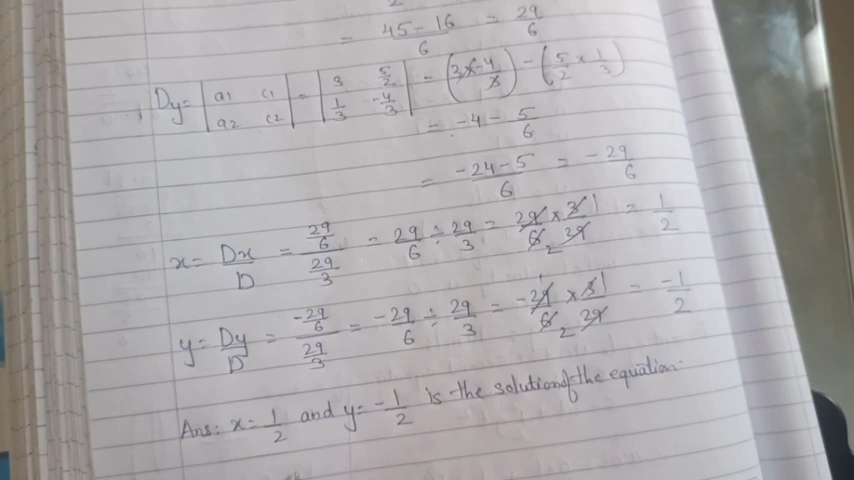 = 45-16/6 = 29/6
Dy= |a1 c1; a2 c2| = |3 5/2; 1/3 -4/3| = (3 x -4/3) - (5/2 x 1/3)
= -4 - 5/6
= -24-5/6 = -29/6
x = Dx/D = 29/6 / 29/3 = 29/6 ÷ 29/3 = 29/6 x 3/29 = 1/2
y = Dy/D = -29/6 / 29/3 = -29/6 ÷ 29/3 = -29/6 x 3/29 = -1/2
Ans: x = 1/2 and y = -1/2 is the solution of the equation.